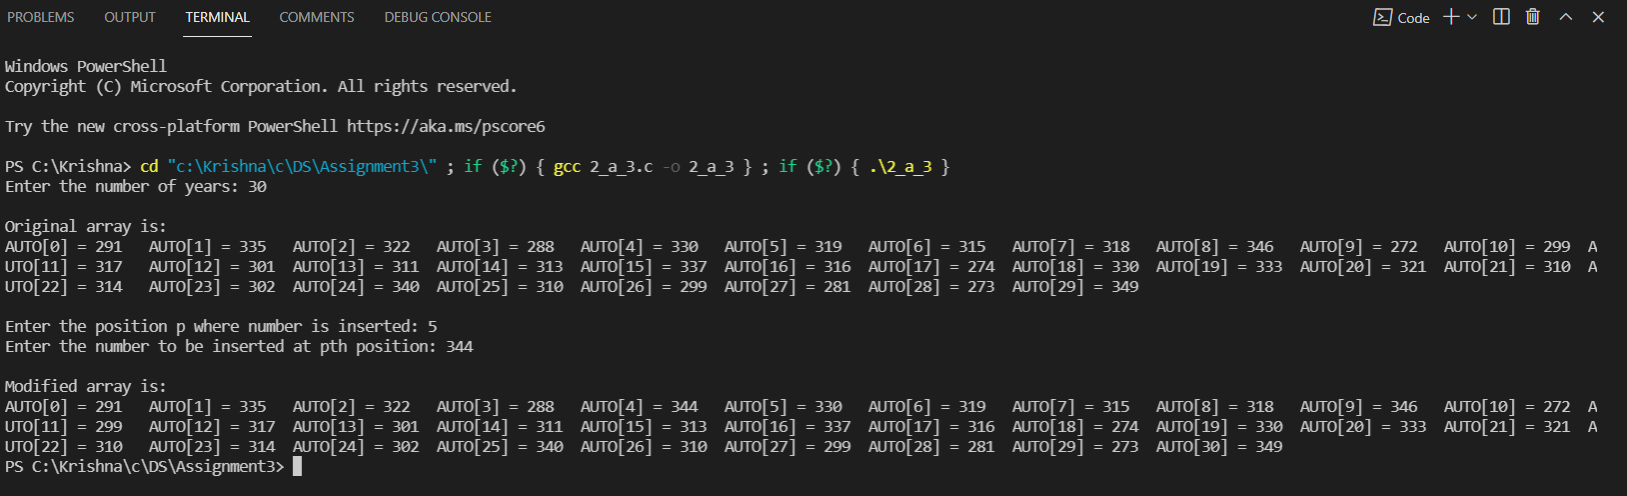 PROBLEMS OUTPUT TERMINAL COMMENTS DEBUG CONSOLE Code
Windows PowerShell
Copyright (C) Microsoft Corporation. All rights reserved.
Try the new cross-platform PowerShell https://aka.ms/pscore6
PS C:\Krishna> cd "c:\Krishna\c\DS\Assignment3\" ; if ($?) { gcc 2_a_3.c -o 2_a_3 } ; if ($?) { .\2_a_3 }
Enter the number of years: 30
Original array is:
AUTO[0] = 291 AUTO[1] = 335 AUTO[2] = 322 AUTO[3] = 288 AUTO[4] = 330 AUTO[5] = 319 AUTO[6] = 315 AUTO[7] = 318 AUTO[8] = 346 AUTO[9] = 272 AUTO[10] = 299 A
UTO[11] = 317 AUTO[12] = 301 AUTO[13] = 311 AUTO[14] = 313 AUTO[15] = 337 AUTO[16] = 316 AUTO[17] = 274 AUTO[18] = 330 AUTO[19] = 333 AUTO[20] = 321 AUTO[21] = 310 A
UTO[22] = 314 AUTO[23] = 302 AUTO[24] = 340 AUTO[25] = 310 AUTO[26] = 299 AUTO[27] = 281 AUTO[28] = 273 AUTO[29] = 349
Enter the position p where number is inserted: 5
Enter the number to be inserted at pth position: 344
Modified array is:
AUTO[0] = 291 AUTO[1] = 335 AUTO[2] = 322 AUTO[3] = 288 AUTO[4] = 344 AUTO[5] = 330 AUTO[6] = 319 AUTO[7] = 315 AUTO[8] = 318 AUTO[9] = 346 AUTO[10] = 272 A
UTO[11] = 299 AUTO[12] = 317 AUTO[13] = 301 AUTO[14] = 311 AUTO[15] = 313 AUTO[16] = 337 AUTO[17] = 316 AUTO[18] = 274 AUTO[19] = 330 AUTO[20] = 333 AUTO[21] = 321 A
UTO[22] = 310 AUTO[23] = 314 AUTO[24] = 302 AUTO[25] = 340 AUTO[26] = 310 AUTO[27] = 299 AUTO[28] = 281 AUTO[29] = 273 AUTO[30] = 349
PS C:\Krishna\c\DS\Assignment3>